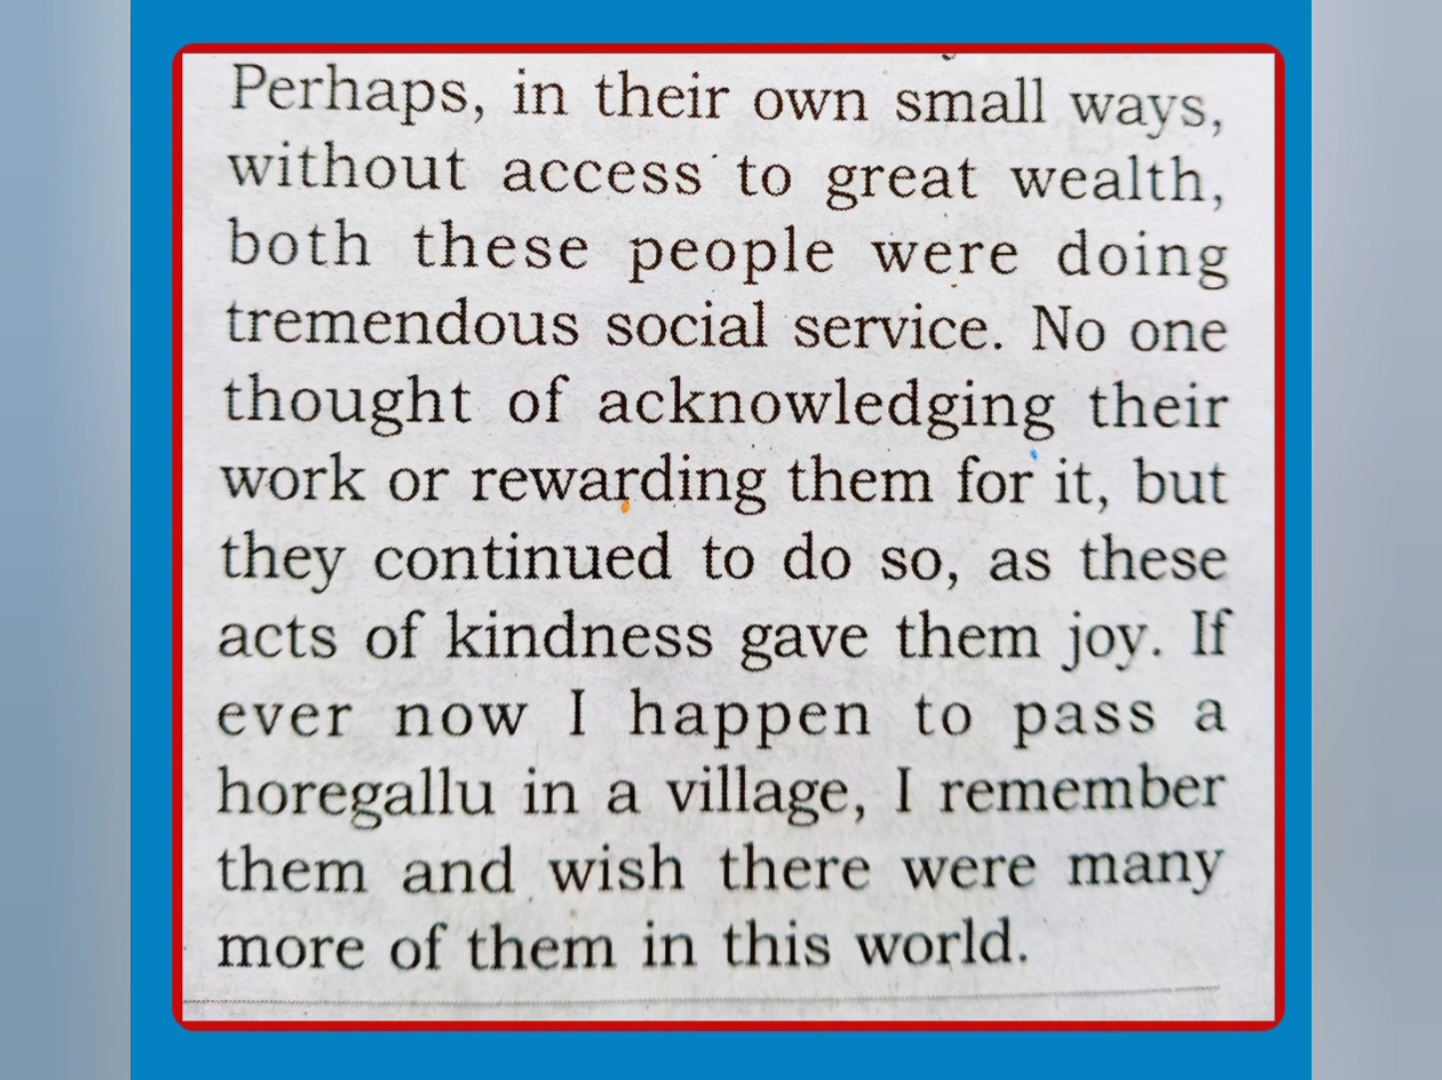 Perhaps, in their own small ways,
without access to great wealth,
both these people were doing
tremendous social service. No one
thought of acknowledging their
work or rewarding them for it, but
they continued to do so, as these
acts of kindness gave them joy. If
ever now I happen to pass a
horegallu in a village, I remember
them and wish there were many
more of them in this world.